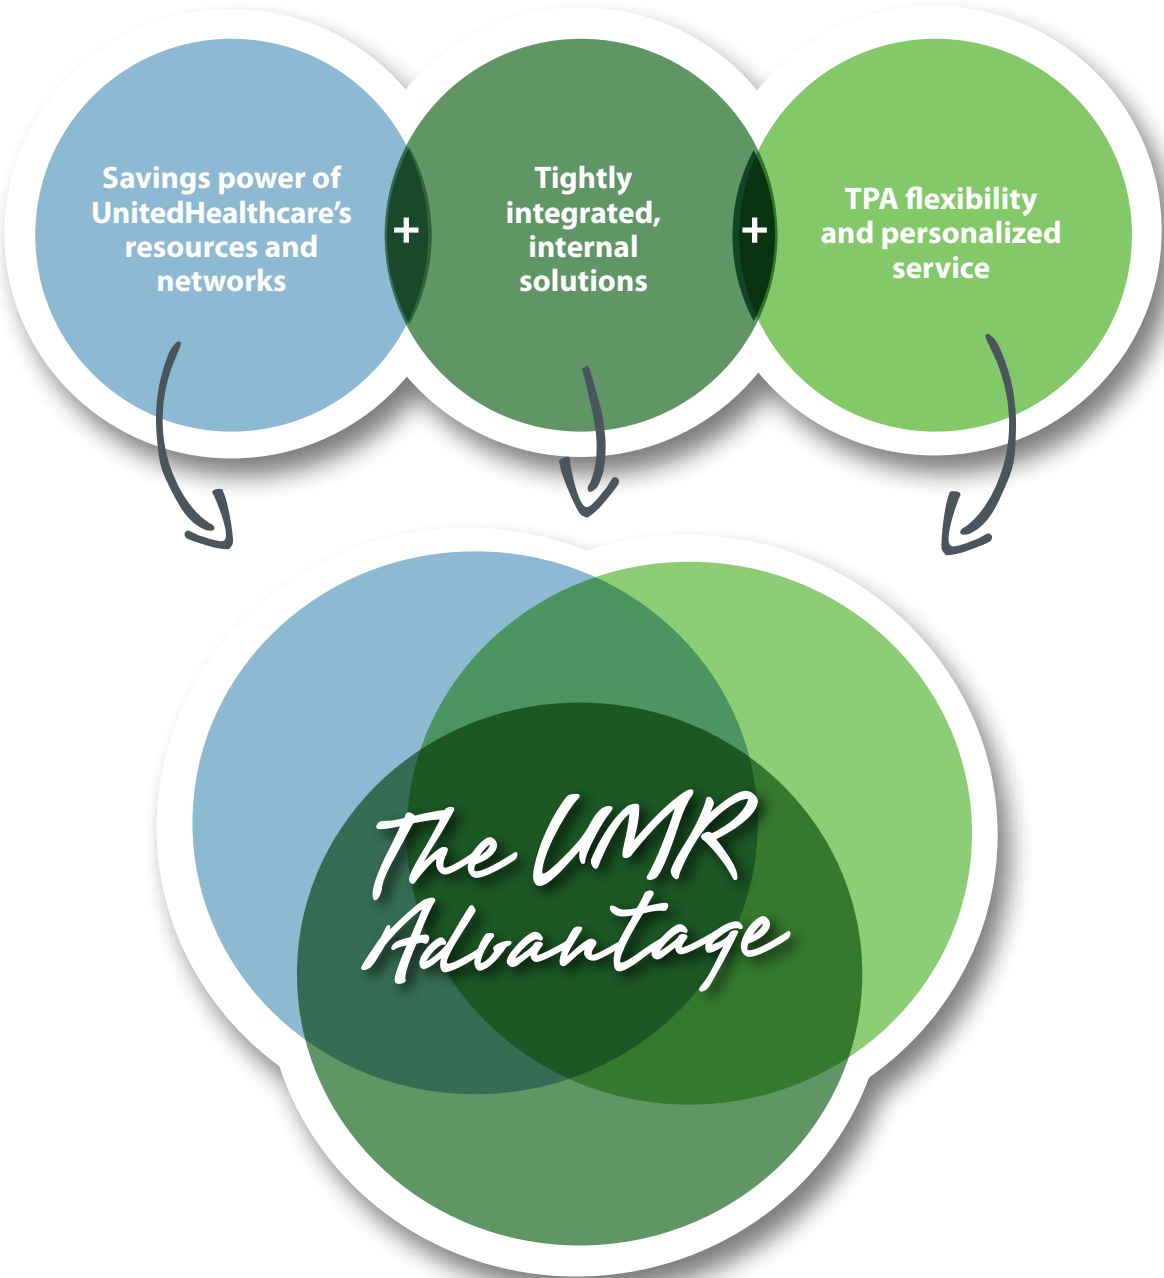 Savings power of
UnitedHealthcare’s
resources and
networks
+
Tightly
integrated,
internal
solutions
+
TPA flexibility
and personalized
service
The UMR
Advantage